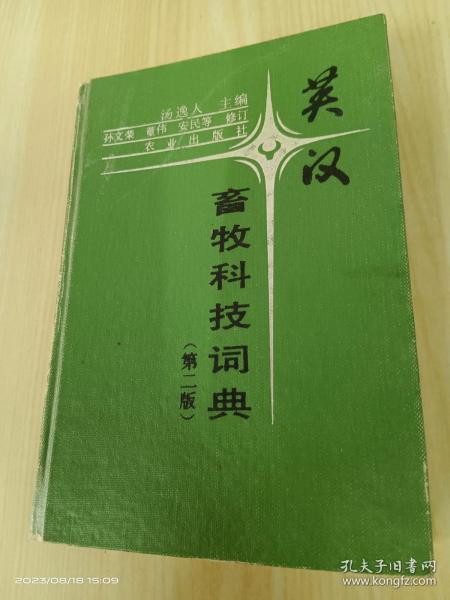 英汉
畜牧科技词典
（第二版）
汤逸人 主编
孙文荣 董伟 安民等 修订
农业出版社
2023/08/18 15:09
孔夫子旧书网
www.kongfz.com